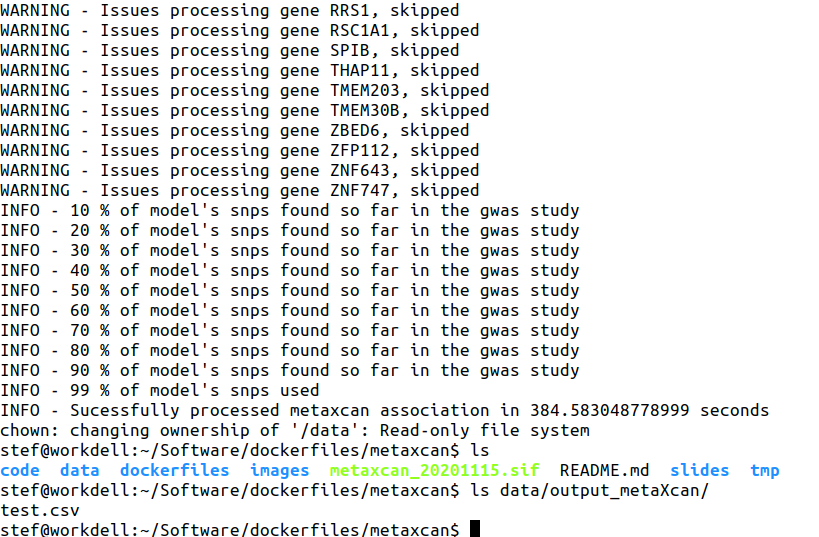 WARNING - Issues processing gene RRS1, skipped
WARNING - Issues processing gene RSC1A1, skipped
WARNING - Issues processing gene SPIB, skipped
WARNING - Issues processing gene THAP11, skipped
WARNING - Issues processing gene TMEM203, skipped
WARNING - Issues processing gene TMEM30B, skipped
WARNING - Issues processing gene ZBED6, skipped
WARNING - Issues processing gene ZFP112, skipped
WARNING - Issues processing gene ZNF643, skipped
WARNING - Issues processing gene ZNF747, skipped
INFO - 10 % of model's snps found so far in the gwas study
INFO - 20 % of model's snps found so far in the gwas study
INFO - 30 % of model's snps found so far in the gwas study
INFO - 40 % of model's snps found so far in the gwas study
INFO - 50 % of model's snps found so far in the gwas study
INFO - 60 % of model's snps found so far in the gwas study
INFO - 70 % of model's snps found so far in the gwas study
INFO - 80 % of model's snps found so far in the gwas study
INFO - 90 % of model's snps found so far in the gwas study
INFO - 99 % of model's snps used
INFO - Sucessfully processed metaxcan association in 384.583048778999 seconds
chown: changing ownership of '/data': Read-only file system
stef@workdell:~/Software/dockerfiles/metaxcan$ ls
code  data  dockerfiles  images  metaxcan_20201115.sif  README.md  slides  tmp
stef@workdell:~/Software/dockerfiles/metaxcan$ ls data/output_metaXcan/
test.csv
stef@workdell:~/Software/dockerfiles/metaxcan$